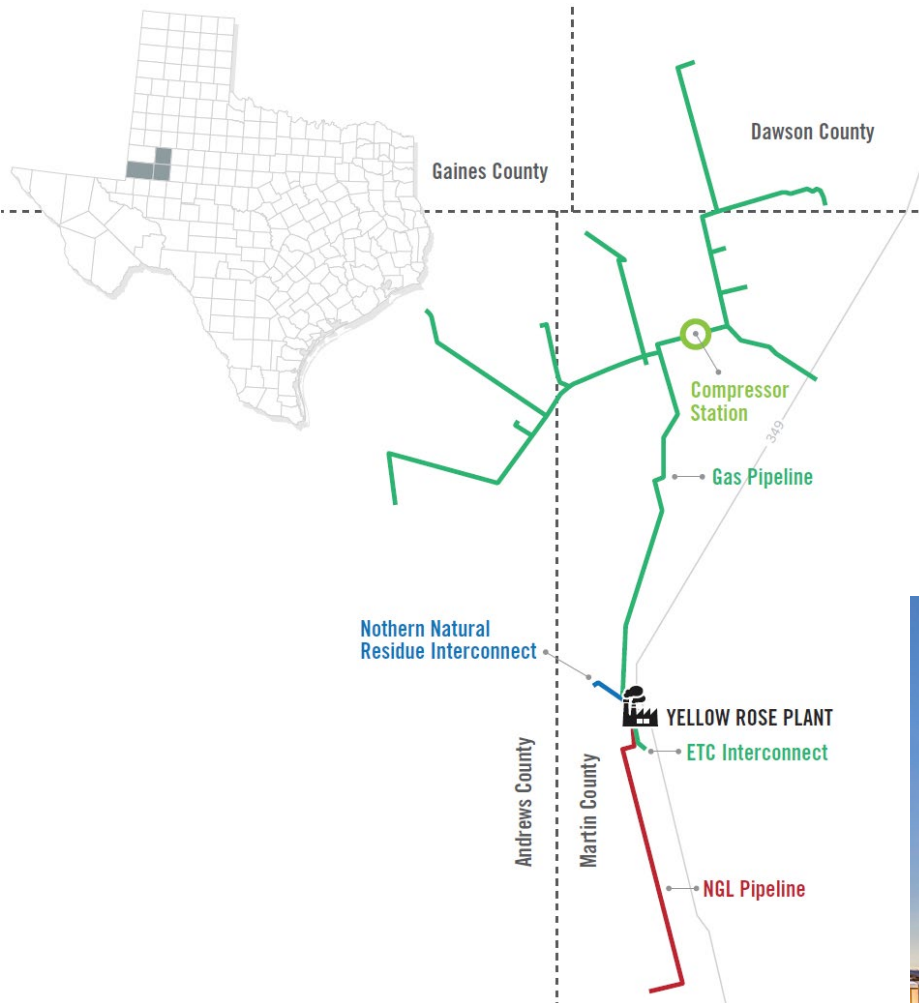 Dawson County
Gaines County
Compressor
Station
349
Gas Pipeline
Nothern Natural
Residue Interconnect
YELLOW ROSE PLANT
ETC Interconnect
Andrews County
Martin County
NGL Pipeline